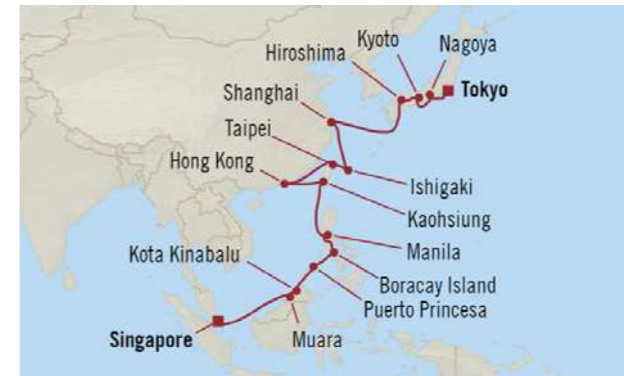 Kyoto
Nagoya
Hiroshima
Tokyo
Shanghai
Taipei
Hong Kong
Ishigaki
Kaohsiung
Manila
Kota Kinabalu
Boracay Island
Puerto Princesa
Singapore
Muara